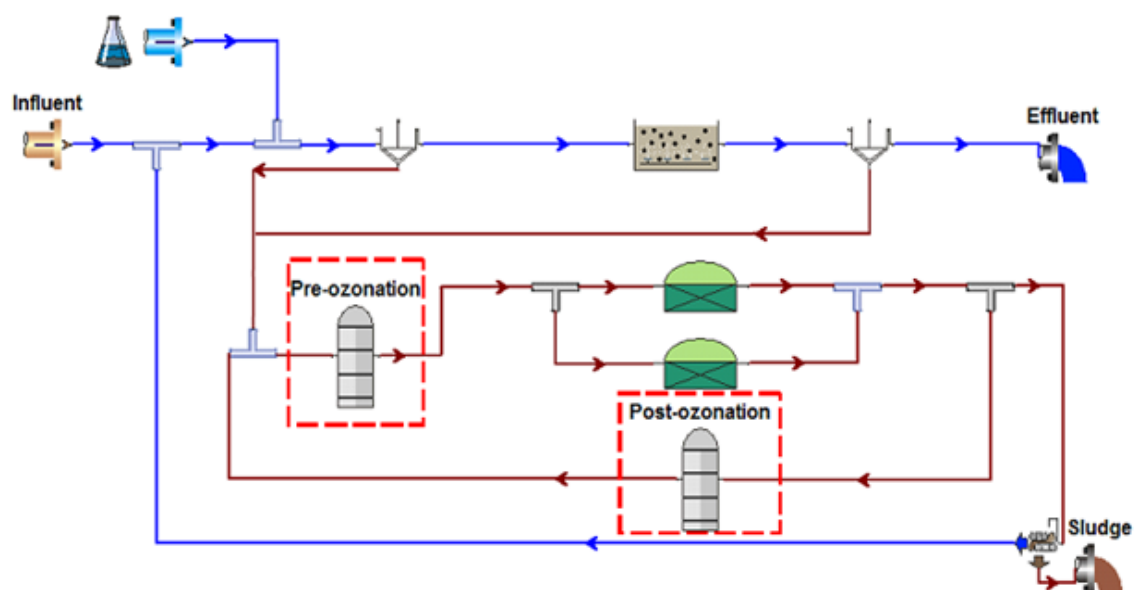 Influent
Effluent
Pre-ozonation
Post-ozonation
Sludge